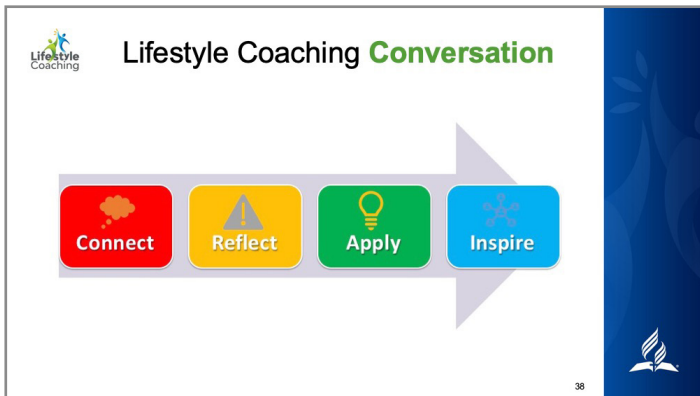 Lifestyle
Coaching
Lifestyle Coaching Conversation
Connect
Reflect
Apply
Inspire
38